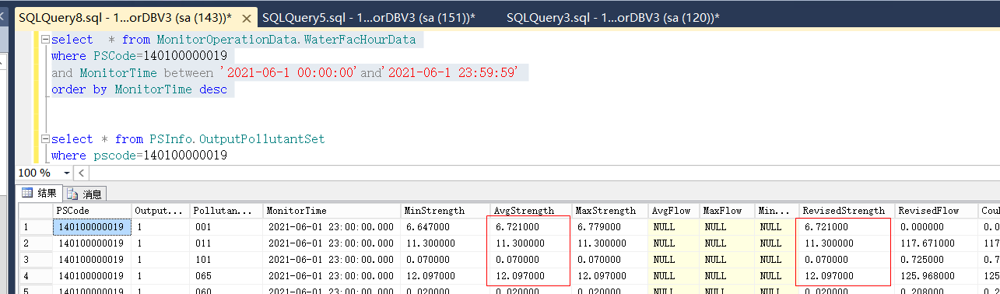 SQLQuery8.sql - 1...orDBV3 (sa (143))* SQLQuery5.sql - 1...orDBV3 (sa (151))* SQLQuery3.sql - 1...orDBV3 (sa (120))*
select * from MonitorOperationData.WaterFacHourData
where PSCode=140100000019
and MonitorTime between '2021-06-1 00:00:00'and'2021-06-1 23:59:59'
order by MonitorTime desc
select * from PSInfo.OutputPollutantSet
where pscode=140100000019
100 %
结果 消息
PSCode Output... Pollutan... MonitorTime MinStrength AvgStrength MaxStrength AvgFlow MaxFlow Min... RevisedStrength RevisedFlow Cou
1 140100000019 1 001 2021-06-01 23:00:00.000 6.647000 6.721000 6.779000 NULL NULL NULL 6.721000 0.000000 0.0
2 140100000019 1 011 2021-06-01 23:00:00.000 11.300000 11.300000 11.300000 NULL NULL NULL 11.300000 117.671000 117
3 140100000019 1 101 2021-06-01 23:00:00.000 0.070000 0.070000 0.070000 NULL NULL NULL 0.070000 0.725000 0.7
4 140100000019 1 065 2021-06-01 23:00:00.000 12.097000 12.097000 12.097000 NULL NULL NULL 12.097000 125.968000 125
5 140100000019 1 060 2021-06-01 23:00:00.000 0.020000 0.020000 0.020000 NULL NULL NULL 0.020000 0.208000 0.2